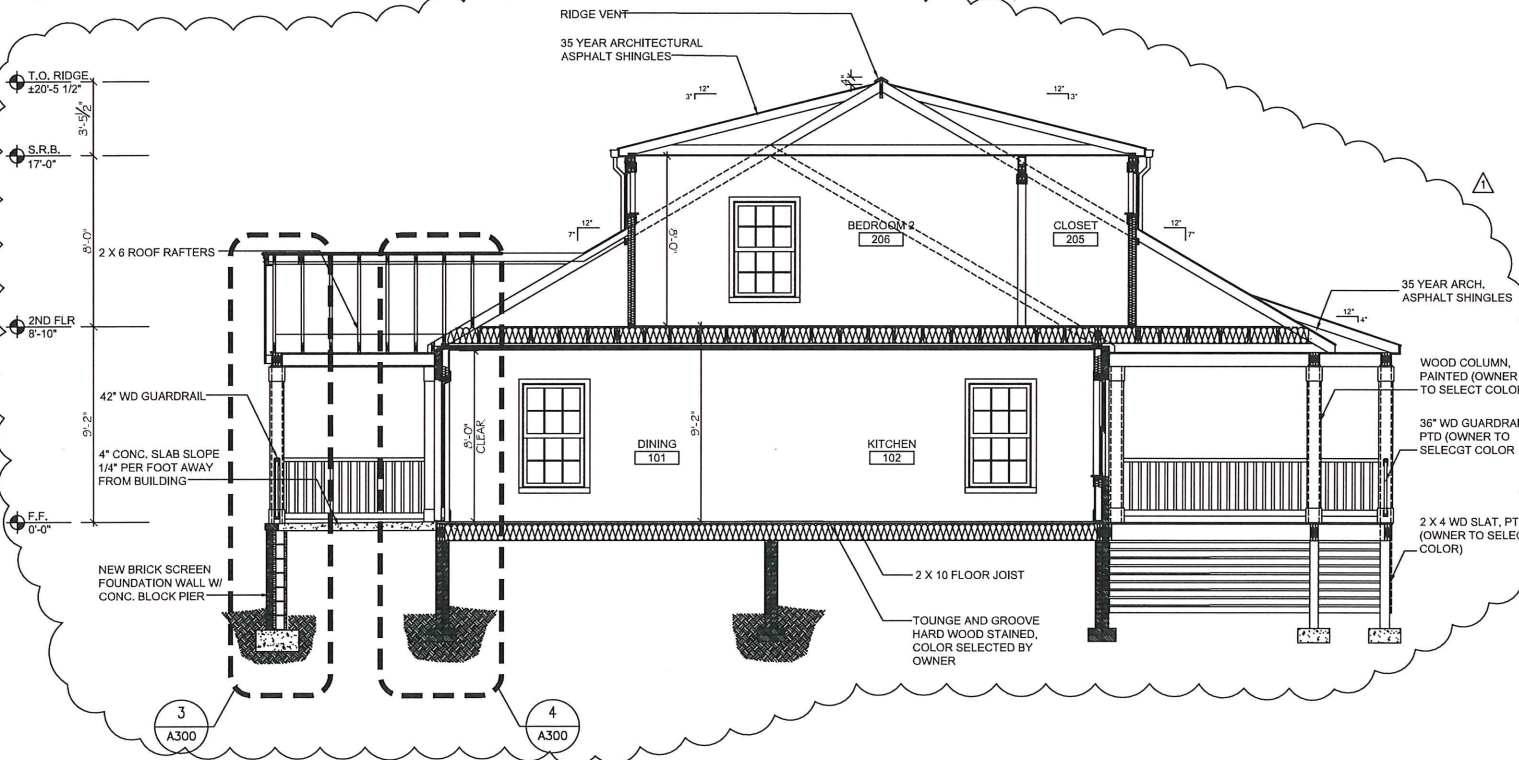 RIDGE VENT
35 YEAR ARCHITECTURAL
ASPHALT SHINGLES
T.O. RIDGE
±20'-5 1/2"
3'-5½"
4"
3" 12"
12" 3"
S.R.B.
17'-0"
8'-0"
8'-0"
7" 12"
12" 7"
BEDROOM 2
206
CLOSET
205
1
2 X 6 ROOF RAFTERS
35 YEAR ARCH.
ASPHALT SHINGLES
12" 4"
2ND FLR
8'-10"
WOOD COLUMN,
PAINTED (OWNER
TO SELECT COLOR
42" WD GUARDRAIL
9'-2"
8'-0"
CLEAR
9'-2"
DINING
101
KITCHEN
102
36" WD GUARDRAI
PTD (OWNER TO
SELECGT COLOR
4" CONC. SLAB SLOPE
1/4" PER FOOT AWAY
FROM BUILDING
F.F.
0'-0"
2 X 4 WD SLAT, PT
(OWNER TO SELEC
COLOR)
NEW BRICK SCREEN
FOUNDATION WALL W/
CONC. BLOCK PIER
2 X 10 FLOOR JOIST
TOUNGE AND GROOVE
HARD WOOD STAINED,
COLOR SELECTED BY
OWNER
3
A300
4
A300